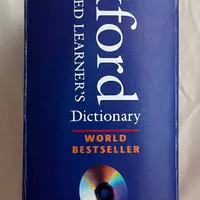 xford
ED LEARNER'S
Dictionary
WORLD
BESTSELLER